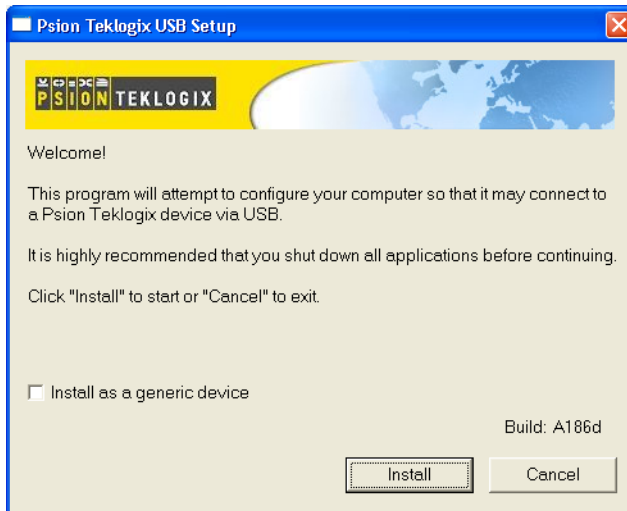 Psion Teklogix USB Setup
PSION TEKLOGIX
Welcome!
This program will attempt to configure your computer so that it may connect to
a Psion Teklogix device via USB.
It is highly recommended that you shut down all applications before continuing.
Click "Install" to start or "Cancel" to exit.
Install as a generic device
Build: A186d
Install
Cancel